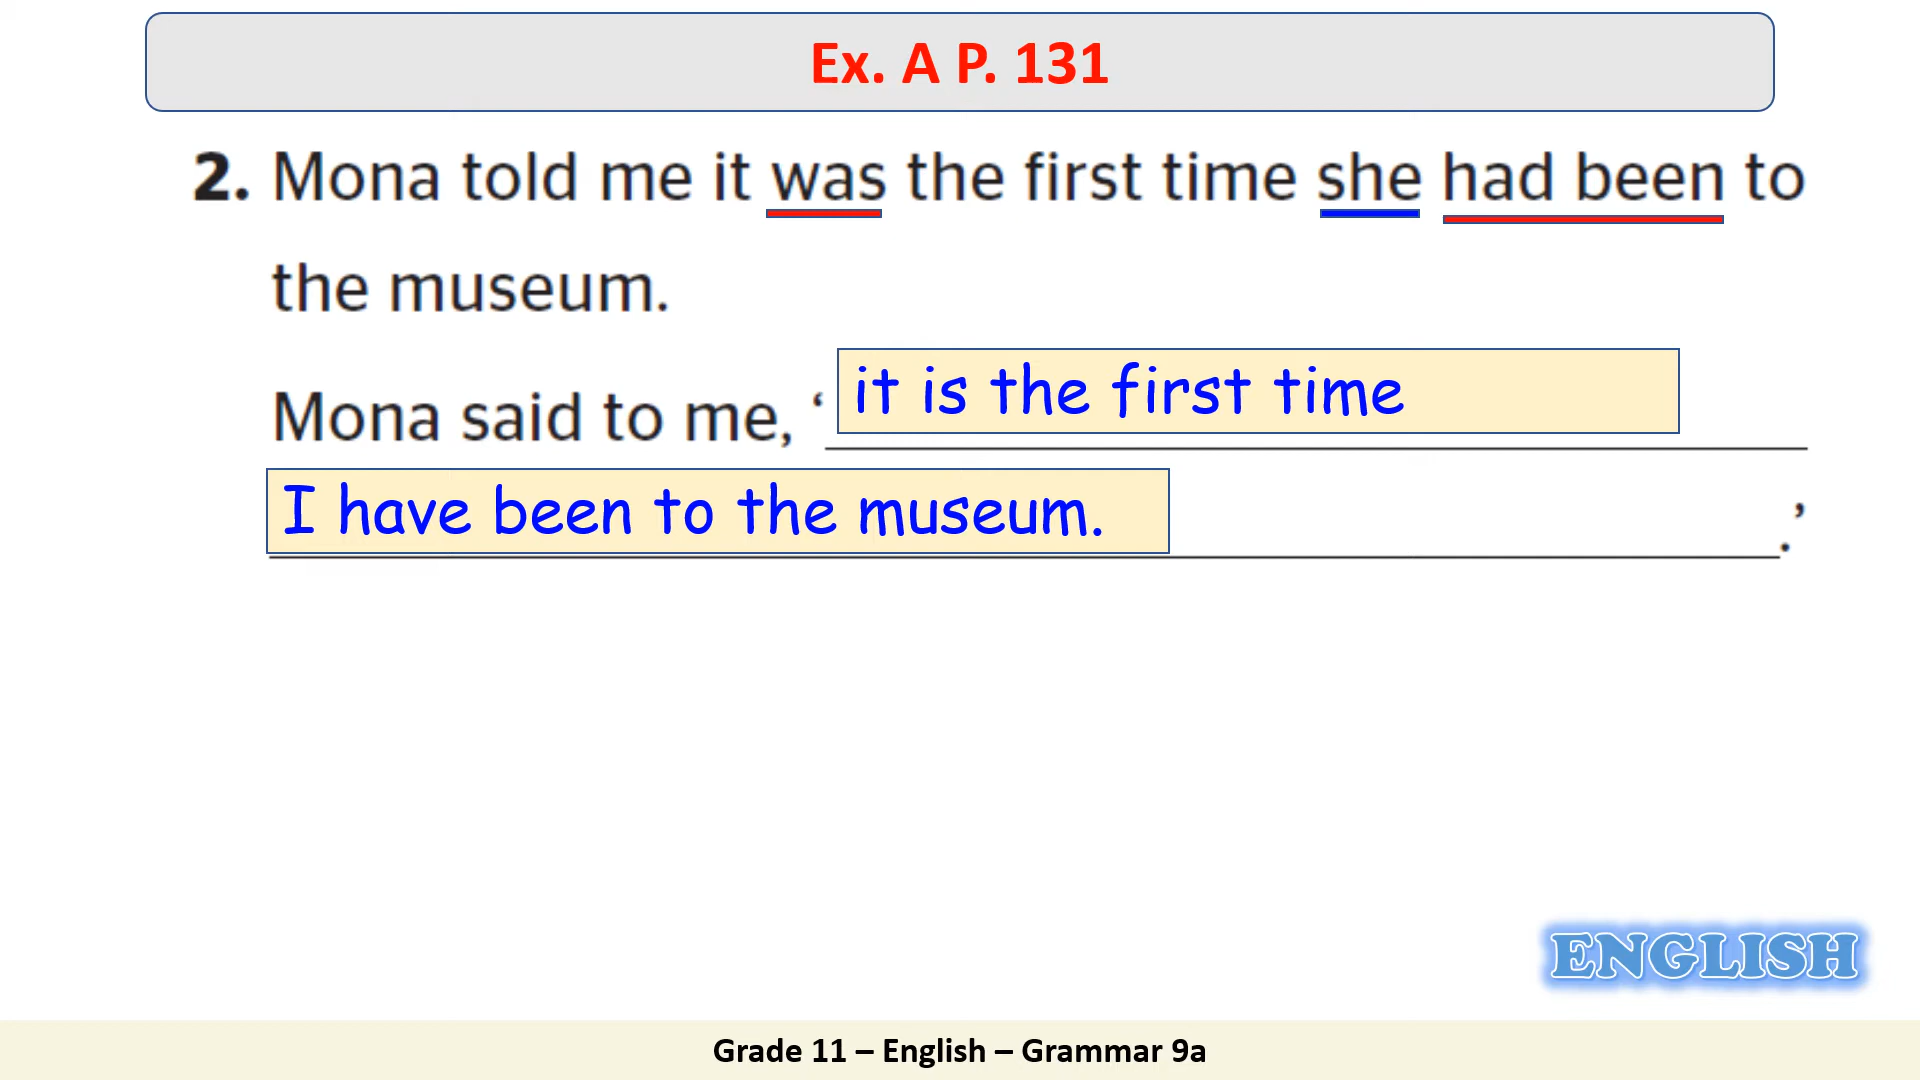 Ex. A P. 131
2. Mona told me it was the first time she had been to
the museum.
Mona said to me, ‘it is the first time
I have been to the museum. .’
ENGLISH
Grade 11 – English – Grammar 9a